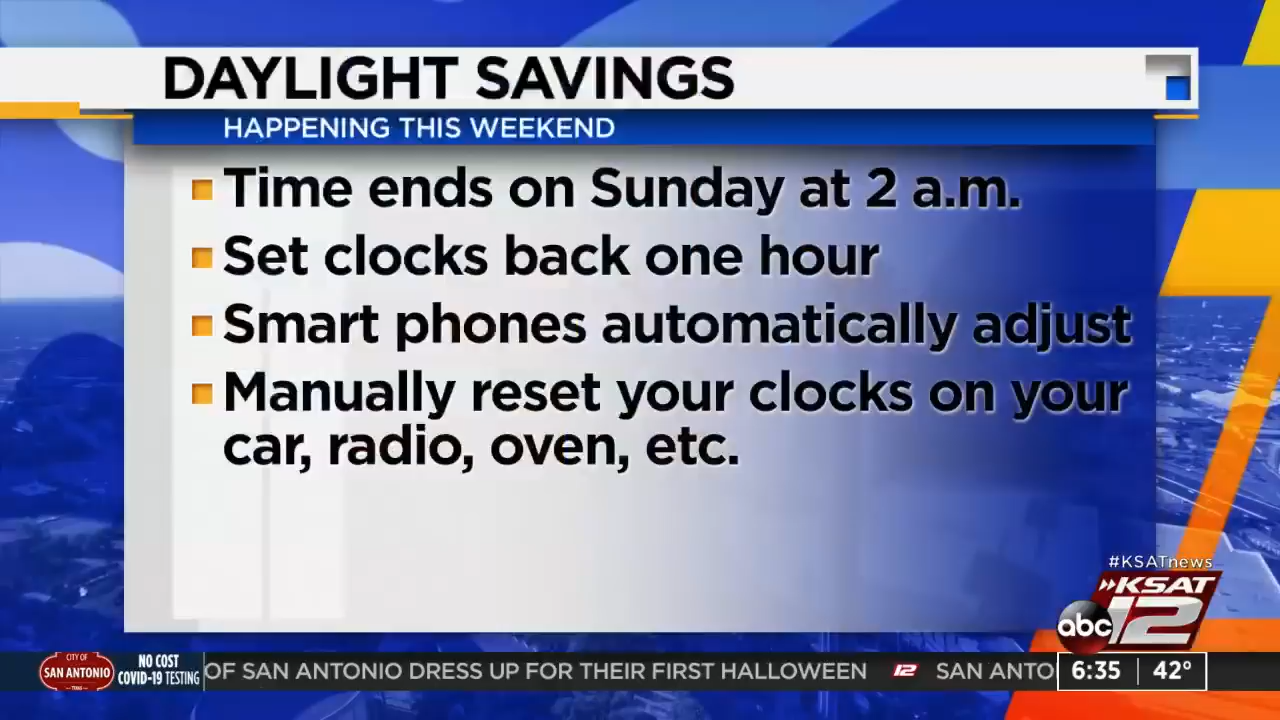 DAYLIGHT SAVINGS
HAPPENING THIS WEEKEND
Time ends on Sunday at 2 a.m.
Set clocks back one hour
Smart phones automatically adjust
Manually reset your clocks on your
car, radio, oven, etc.
#KSATnews
KSAT
abc 12
CITY OF
SAN ANTONIO
TEXAS
NO COST
COVID-19 TESTING
OF SAN ANTONIO DRESS UP FOR THEIR FIRST HALLOWEEN 12 SAN ANTO
6:35 42°